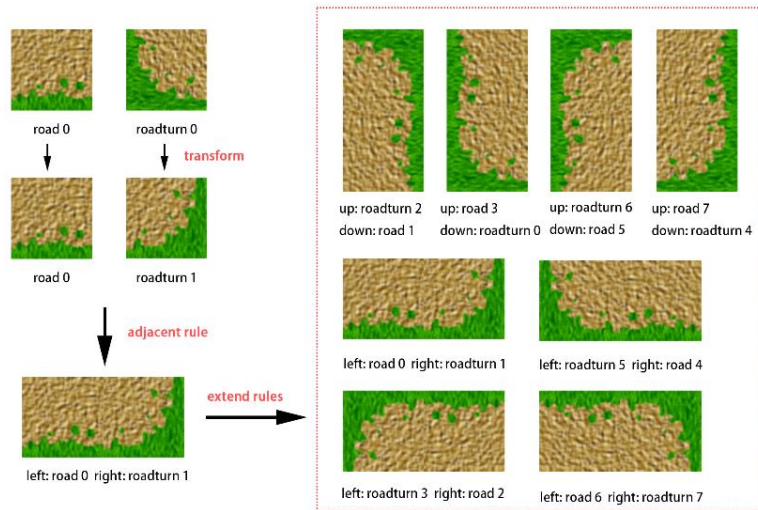 road 0
roadturn 0
transform
road 0
roadturn 1
adjacent rule
left: road 0 right: roadturn 1
extend rules
up: roadturn 2
down: road 1
up: road 3
down: roadturn 0
up: roadturn 6
down: road 5
up: road 7
down: roadturn 4
left: road 0 right: roadturn 1
left: roadturn 5 right: road 4
left: roadturn 3 right: road 2
left: road 6 right: roadturn 7